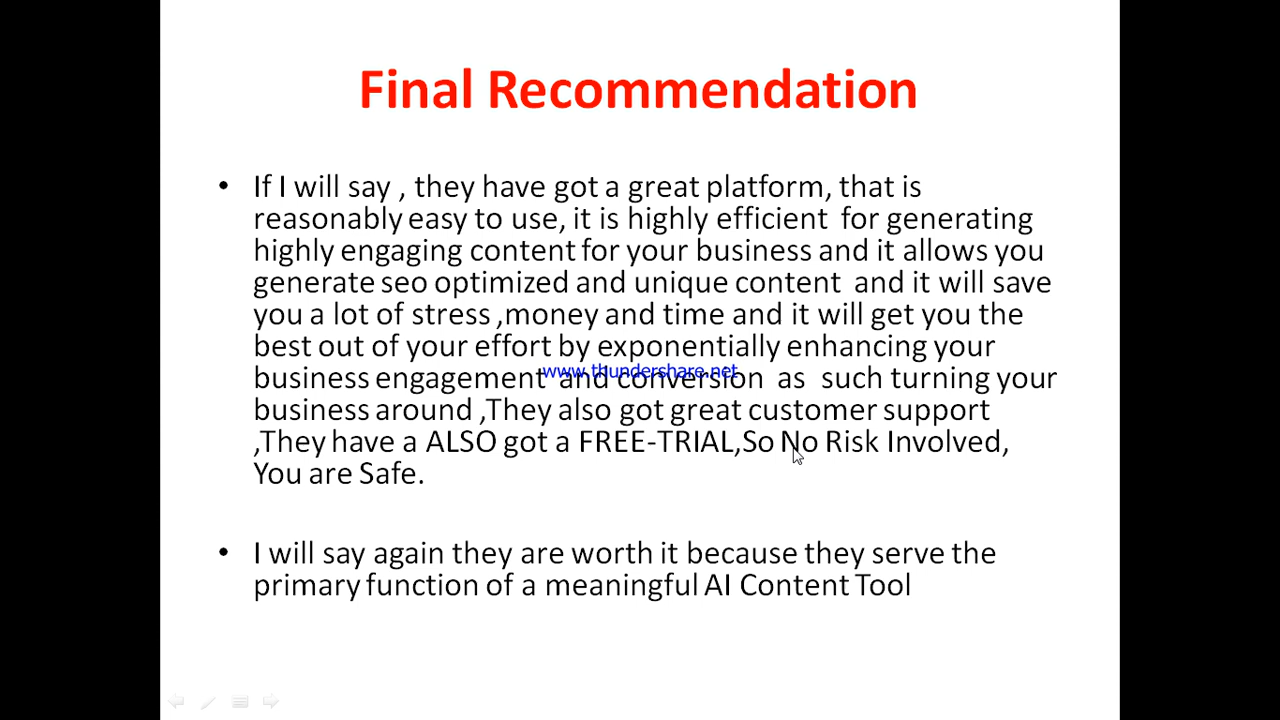 Final Recommendation
• If I will say , they have got a great platform, that is
reasonably easy to use, it is highly efficient for generating
highly engaging content for your business and it allows you
generate seo optimized and unique content and it will save
you a lot of stress ,money and time and it will get you the
best out of your effort by exponentially enhancing your
www.thundershare.net
business engagement and conversion as such turning your
business around ,They also got great customer support
,They have a ALSO got a FREE-TRIAL,So No Risk Involved,
You are Safe.
• I will say again they are worth it because they serve the
primary function of a meaningful AI Content Tool